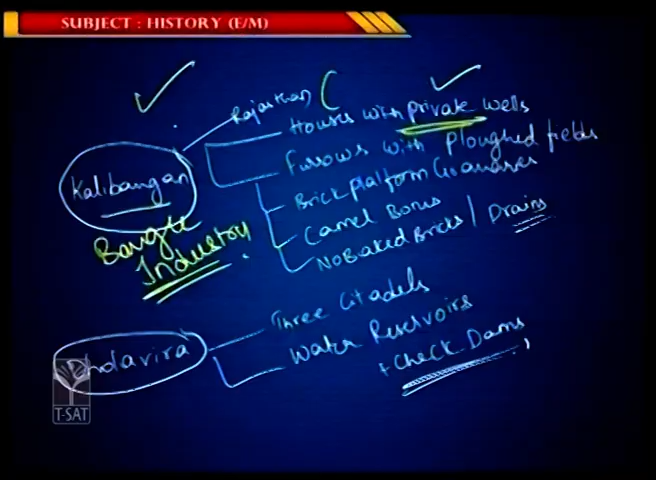 SUBJECT : HISTORY (E/M)
Rajasthan
Houses with private wells
Kalibangan
Furrows with Ploughed fields
Brick platform Granaries
Camel Bones
No Baked Bricks / Drains
Bangle
Industry
Three Citadels
Water Reservoirs
+ Check Dams
T-SAT